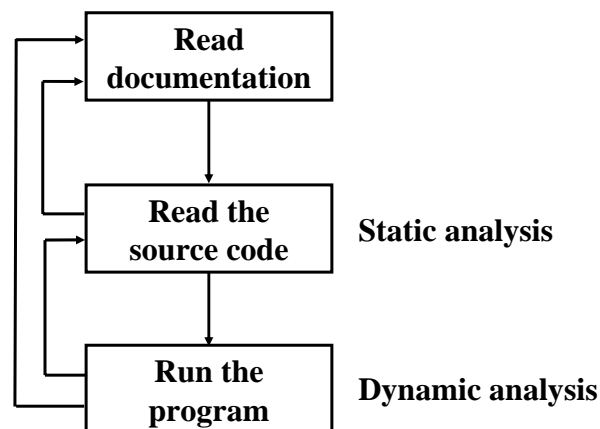 Read
documentation
Read the
source code
Static analysis
Run the
program
Dynamic analysis